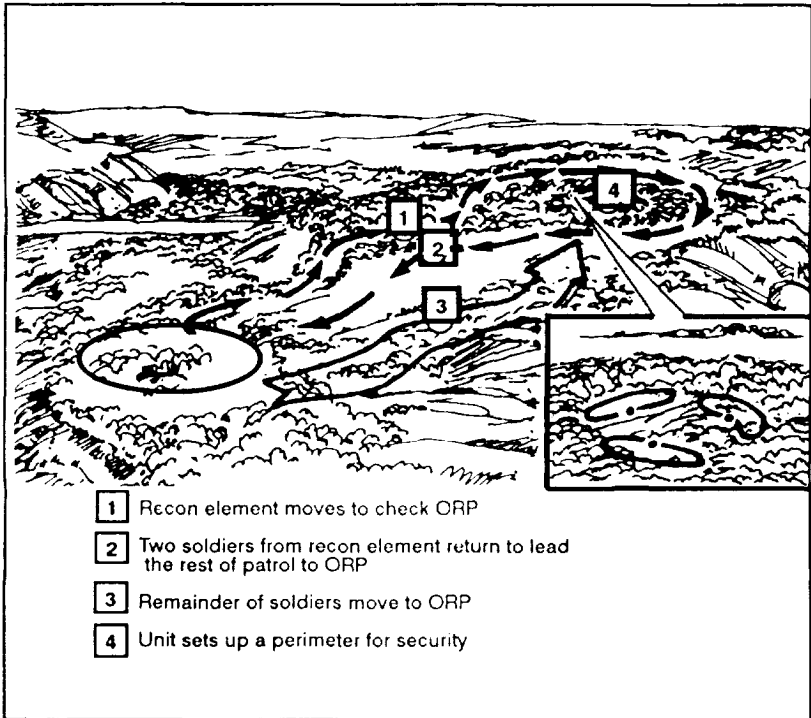 1
4
2
3
1 Recon element moves to check ORP
2 Two soldiers from recon element return to lead
the rest of patrol to ORP
3 Remainder of soldiers move to ORP
4 Unit sets up a perimeter for security